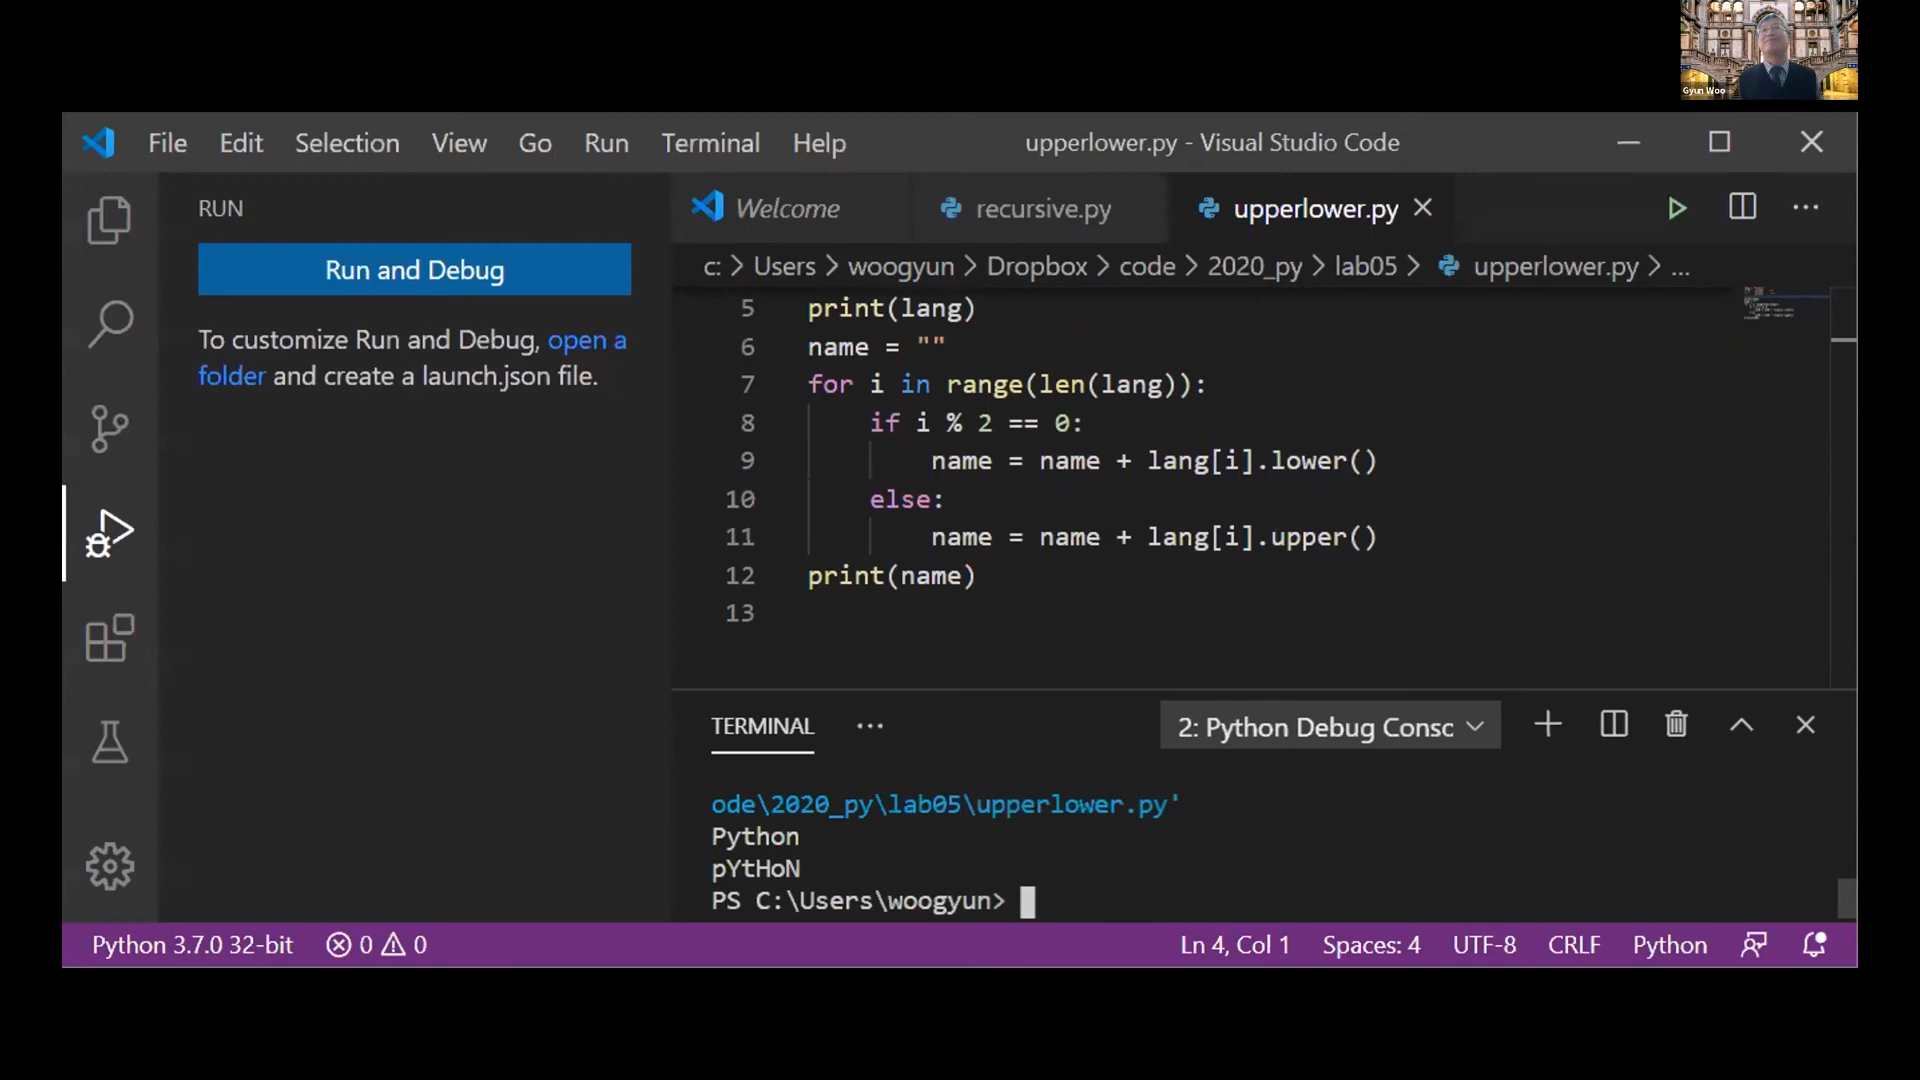 Gyun Woo
File Edit Selection View Go Run Terminal Help upperlower.py - Visual Studio Code
RUN
Run and Debug
To customize Run and Debug, open a
folder and create a launch.json file.
Welcome recursive.py upperlower.py
c: > Users > woogyun > Dropbox > code > 2020_py > lab05 > upperlower.py > ...
5 print(lang)
6 name = ""
7 for i in range(len(lang)):
8 if i % 2 == 0:
9 name = name + lang[i].lower()
10 else:
11 name = name + lang[i].upper()
12 print(name)
13
TERMINAL ... 2: Python Debug Consc
ode\2020_py\lab05\upperlower.py'
Python
pYtHoN
PS C:\Users\woogyun>
Python 3.7.0 32-bit 0 0 Ln 4, Col 1 Spaces: 4 UTF-8 CRLF Python